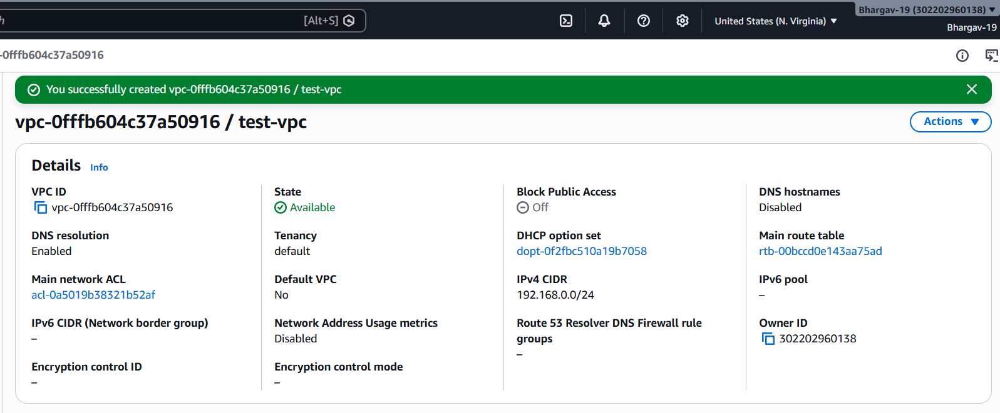 [Alt+S]
United States (N. Virginia)
Bhargav-19 (302202960138)
Bhargav-19
-0fffb604c37a50916
You successfully created vpc-0fffb604c37a50916 / test-vpc
vpc-0fffb604c37a50916 / test-vpc
Actions
Details Info
VPC ID
vpc-0fffb604c37a50916
State
Available
Block Public Access
Off
DNS hostnames
Disabled
DNS resolution
Enabled
Tenancy
default
DHCP option set
dopt-0f2fbc510a19b7058
Main route table
rtb-00bccd0e143aa75ad
Main network ACL
acl-0a5019b38321b52af
Default VPC
No
IPv4 CIDR
192.168.0.0/24
IPv6 pool
–
IPv6 CIDR (Network border group)
–
Network Address Usage metrics
Disabled
Route 53 Resolver DNS Firewall rule
groups
–
Owner ID
302202960138
Encryption control ID
–
Encryption control mode
–